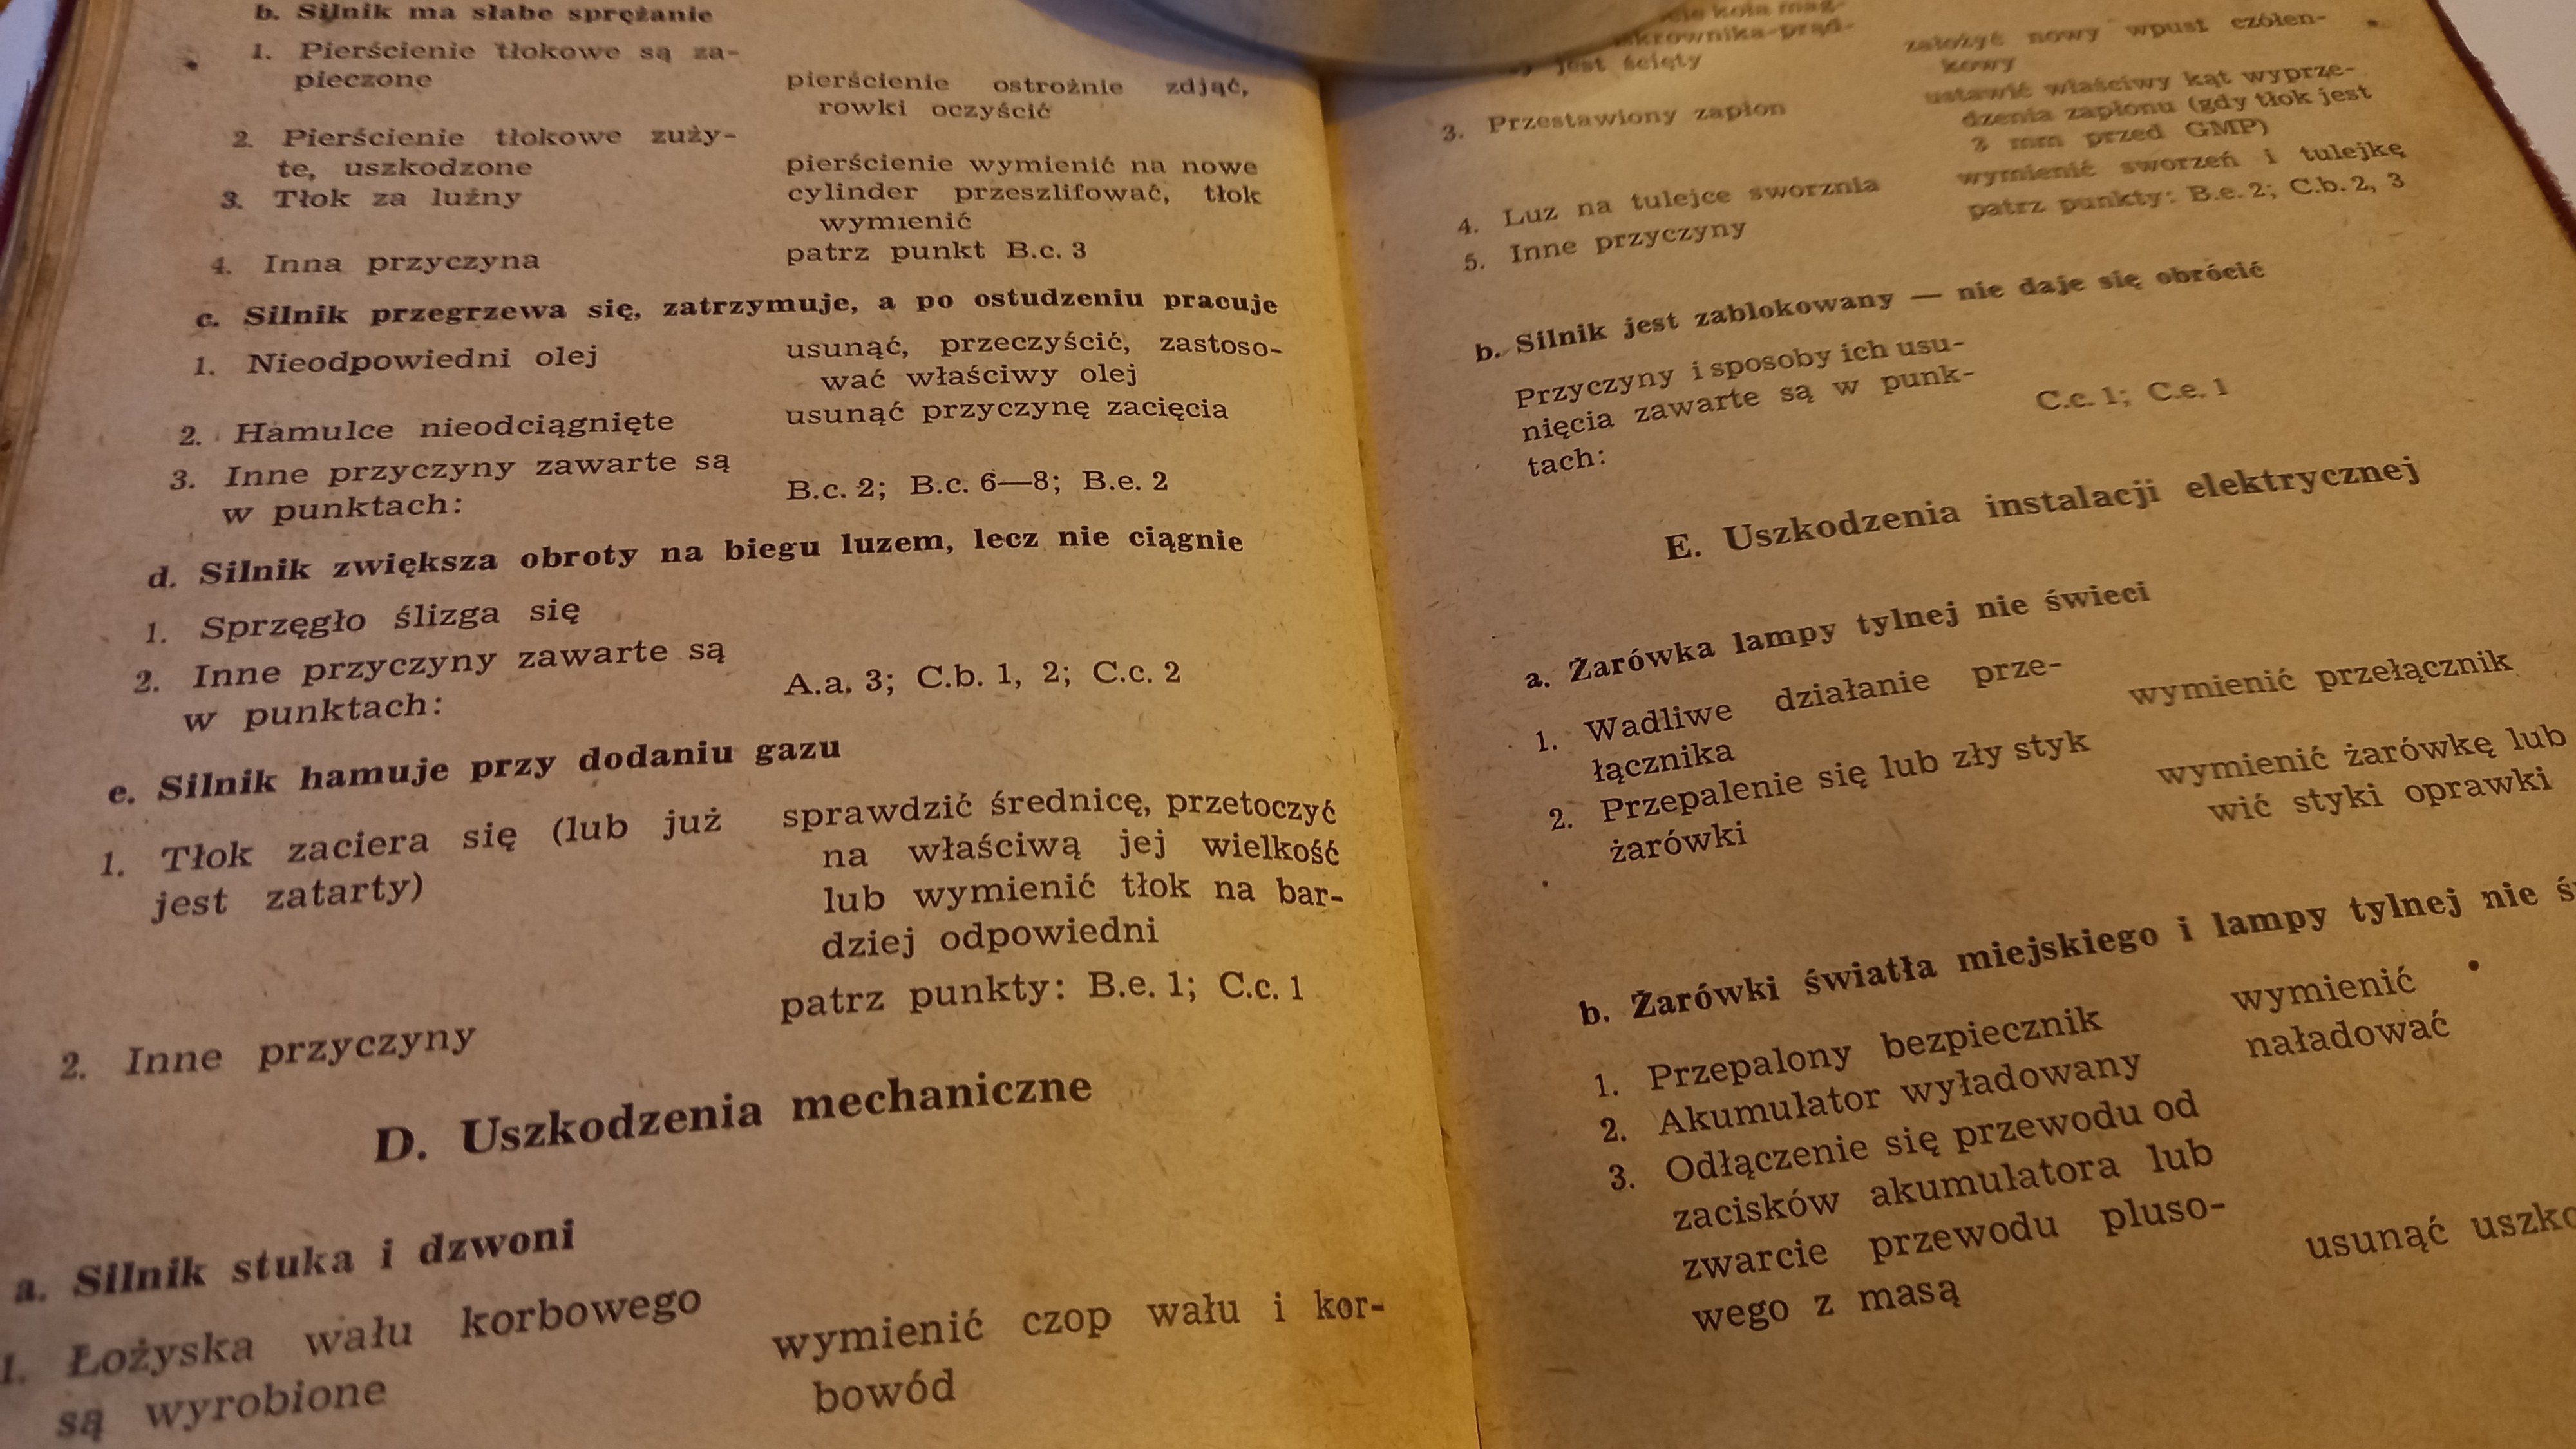 b. Silnik ma słabe sprężanie
1. Pierścienie tłokowe są za-
pieczone
pierścienie ostrożnie zdjąć,
rowki oczyścić
2. Pierścienie tłokowe zuży-
te, uszkodzone
pierścienie wymienić na nowe
3. Tłok za luźny
cylinder przeszlifować, tłok
wymienić
4. Inna przyczyna
patrz punkt B.c. 3
c. Silnik przegrzewa się, zatrzymuje, a po ostudzeniu pracuje
1. Nieodpowiedni olej
usunąć, przeczyścić, zastoso-
wać właściwy olej
2. Hamulce nieodciągnięte
usunąć przyczynę zacięcia
3. Inne przyczyny zawarte są
w punktach:
B.c. 2; B.c. 6—8; B.e. 2
d. Silnik zwiększa obroty na biegu luzem, lecz nie ciągnie
1. Sprzęgło ślizga się
2. Inne przyczyny zawarte są
w punktach:
A.a. 3; C.b. 1, 2; C.c. 2
e. Silnik hamuje przy dodaniu gazu
1. Tłok zaciera się (lub już
jest zatarty)
sprawdzić średnicę, przetoczyć
na właściwą jej wielkość
lub wymienić tłok na bar-
dziej odpowiedni
2. Inne przyczyny
patrz punkty: B.e. 1; C.c. 1
D. Uszkodzenia mechaniczne
a. Silnik stuka i dzwoni
1. Łożyska wału korbowego
są wyrobione
wymienić czop wału i kor-
bowód
koła mag-
jest ścięty
założyć nowy wpust czółen-
kowy
3. Przestawiony zapłon
ustawić właściwy kąt wyprze-
dzenia zapłonu (gdy tłok jest
mm przed GMP)
4. Luz na tulejce sworznia
wymienić sworzeń i tulejkę
5. Inne przyczyny
patrz punkty: B.e. 2; C.b. 2, 3
b. Silnik jest zablokowany — nie daje się obrócić
Przyczyny i sposoby ich usu-
nięcia zawarte są w punk-
tach:
C.c. 1; C.e. 1
E. Uszkodzenia instalacji elektrycznej
a. Żarówka lampy tylnej nie świeci
1. Wadliwe działanie prze-
łącznika
wymienić przełącznik
2. Przepalenie się lub zły styk
żarówki
wymienić żarówkę lub
wić styki oprawki
b. Żarówki światła miejskiego i lampy tylnej nie ś
1. Przepalony bezpiecznik
wymienić
2. Akumulator wyładowany
naładować
3. Odłączenie się przewodu od
zacisków akumulatora lub
zwarcie przewodu pluso-
wego z masą
usunąć uszko